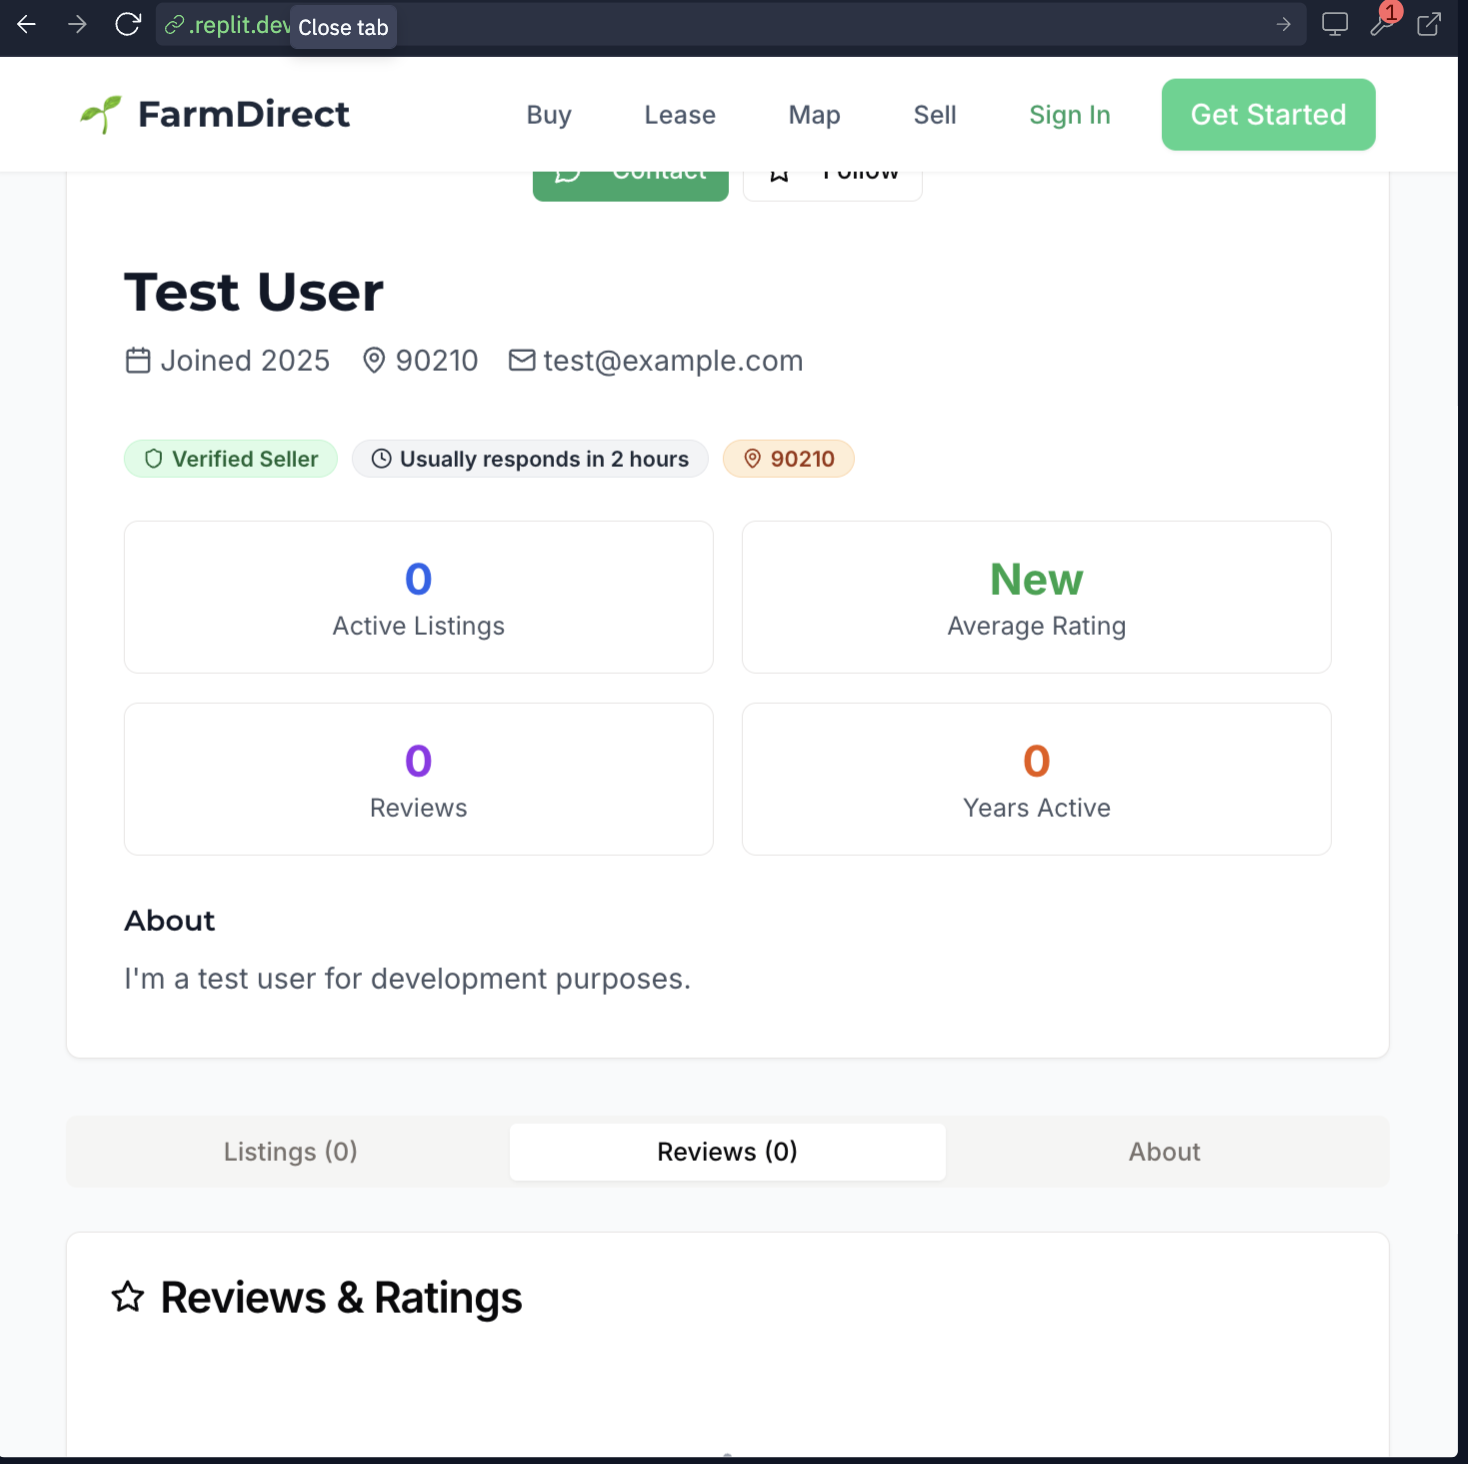 .replit.dev
Close tab
1
FarmDirect
Buy
Lease
Map
Sell
Sign In
Get Started
Contact
Follow
Test User
Joined 2025
90210
test@example.com
Verified Seller
Usually responds in 2 hours
90210
0
Active Listings
New
Average Rating
0
Reviews
0
Years Active
About
I'm a test user for development purposes.
Listings (0)
Reviews (0)
About
Reviews & Ratings